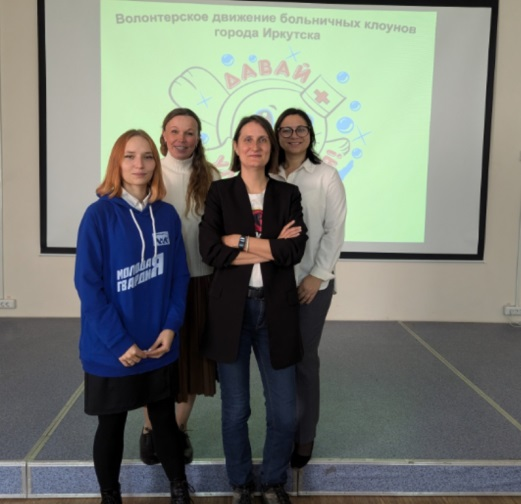 Волонтерское движение больничных клоунов
города Иркутска
ДАВАЙ
МОЛОДАЯ
ГВАРДИЯ